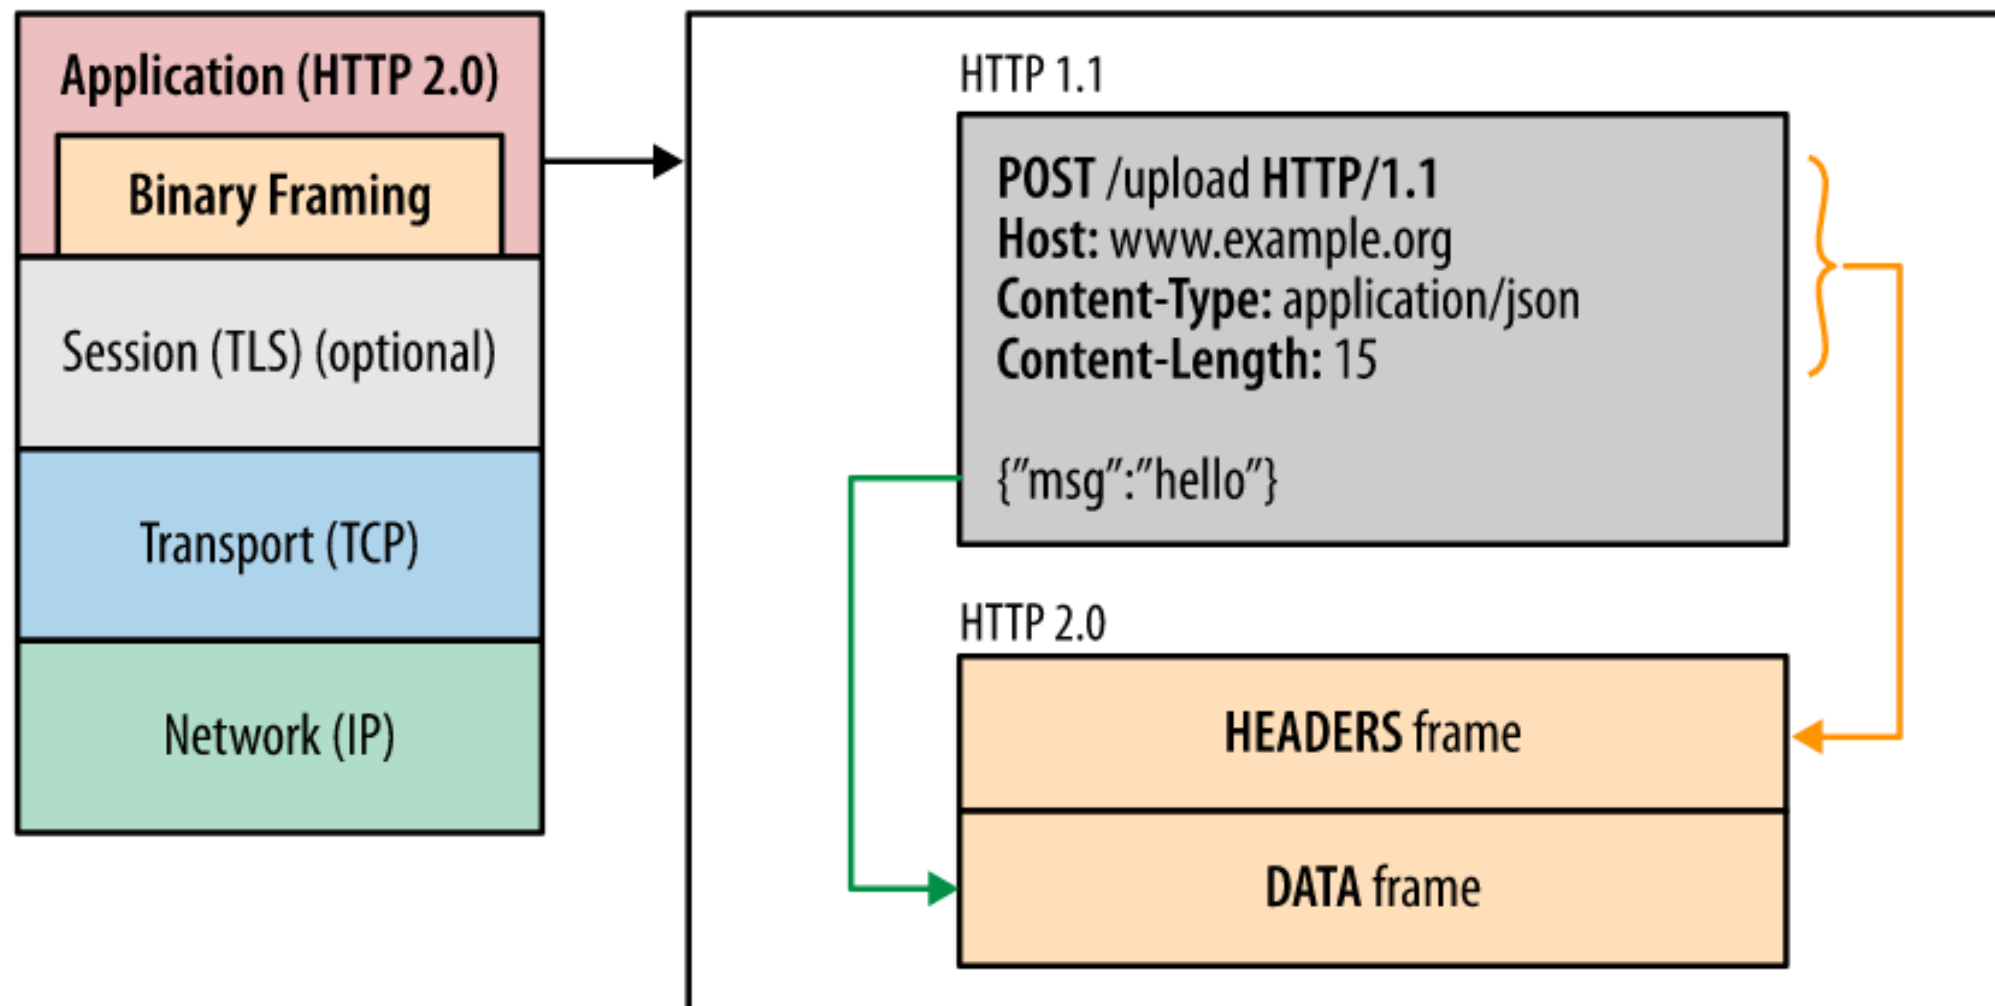 Application (HTTP 2.0)
Binary Framing
Session (TLS) (optional)
Transport (TCP)
Network (IP)
HTTP 1.1
POST /upload HTTP/1.1
Host: www.example.org
Content-Type: application/json
Content-Length: 15
{”msg”:”hello”}
HTTP 2.0
HEADERS frame
DATA frame